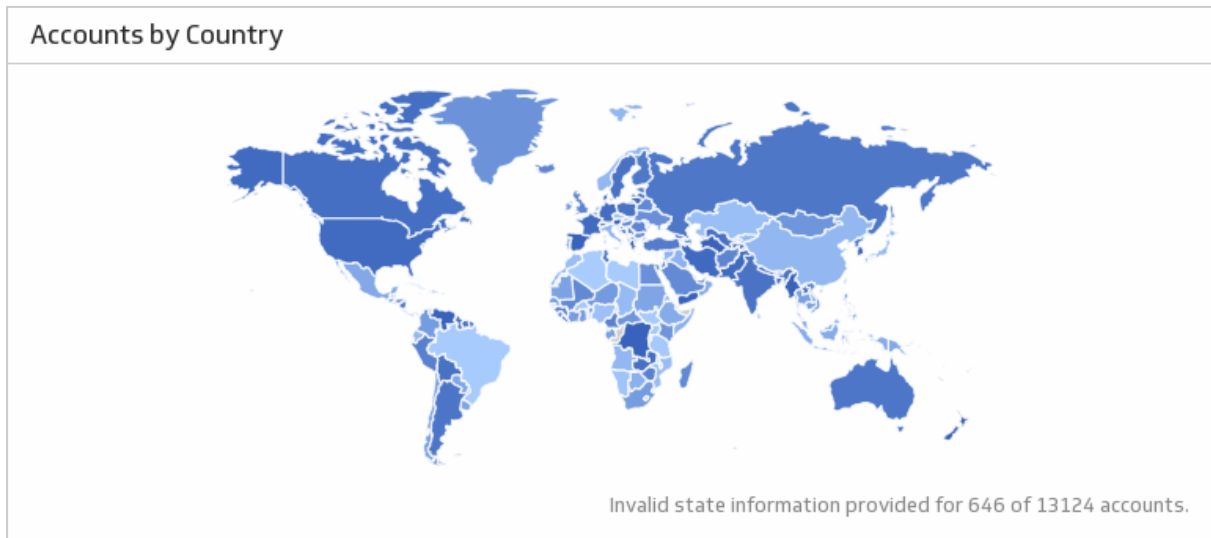 Accounts by Country
Invalid state information provided for 646 of 13124 accounts.